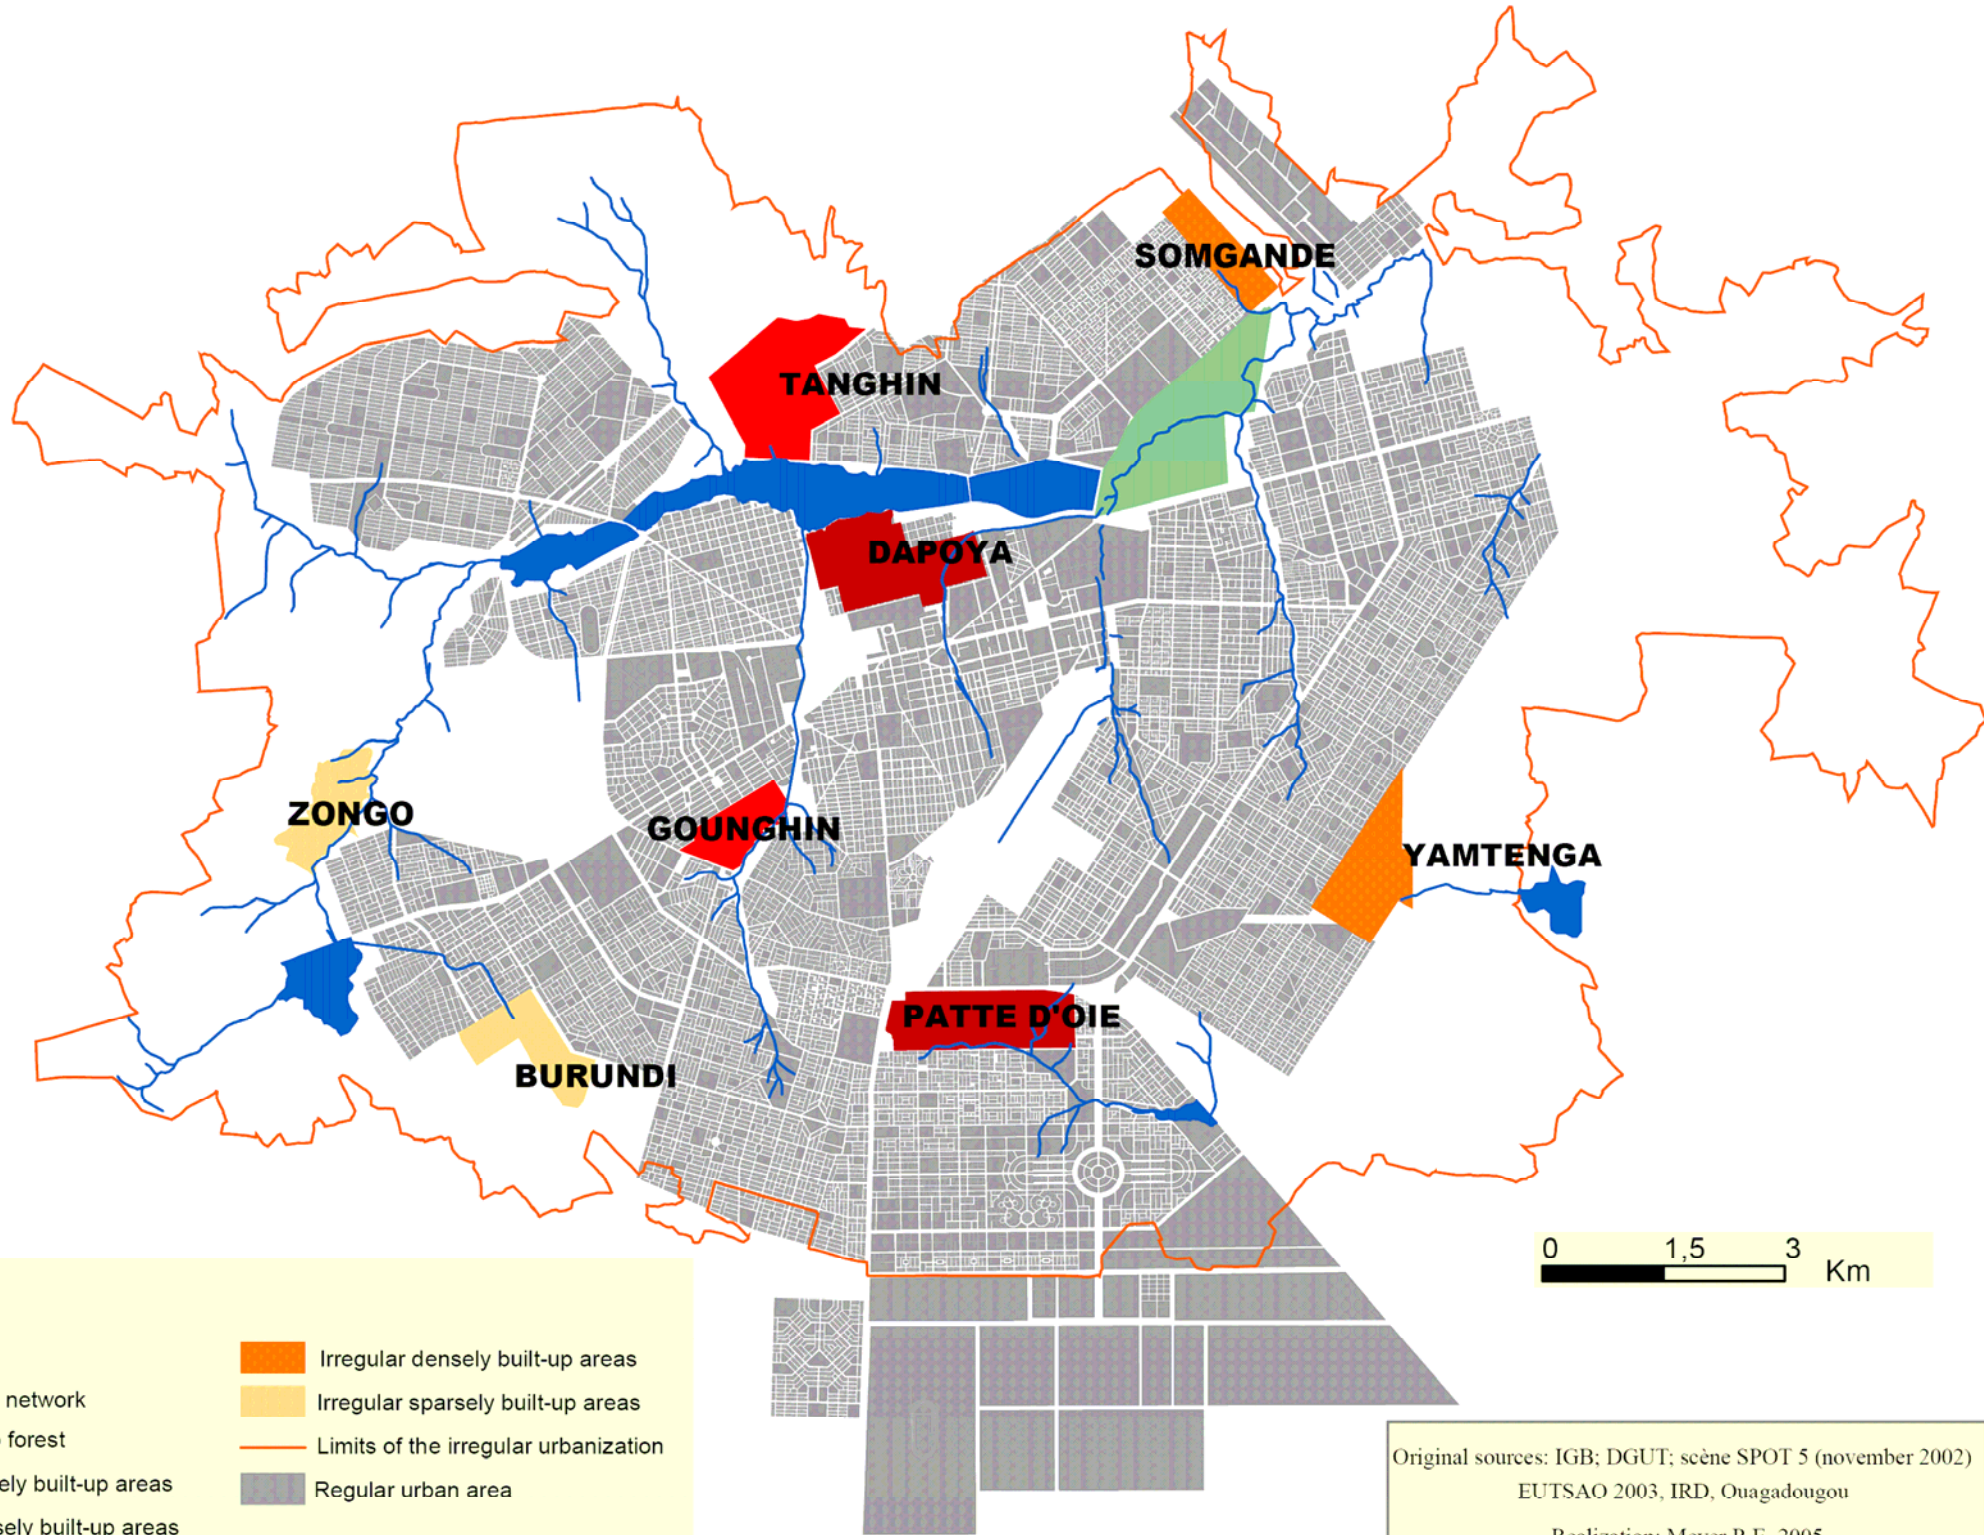 SOMGANDE
TANGHIN
DAPOYA
ZONGO
GOUNGHIN
YAMTENGA
PATTE D'OIE
BURUNDI
0 1,5 3
Km
Irregular densely built-up areas
network
Irregular sparsely built-up areas
forest
Limits of the irregular urbanization
built-up areas
Regular urban area
built-up areas
Original sources: IGB; DGUT; scène SPOT 5 (november 2002)
EUTSAO 2003, IRD, Ouagadougou